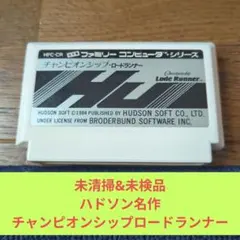 HFC-CR ファミリーコンピュータ・シリーズ
チャンピオンシップ・ロードランナー
Championship
Lode Runner
HUDSON SOFT ©1984 PUBLISHED BY HUDSON SOFT CO., LTD.
UNDER LICENSE FROM BRODERBUND SOFTWARE INC.
未清掃&未検品
ハドソン名作
チャンピオンシップロードランナー